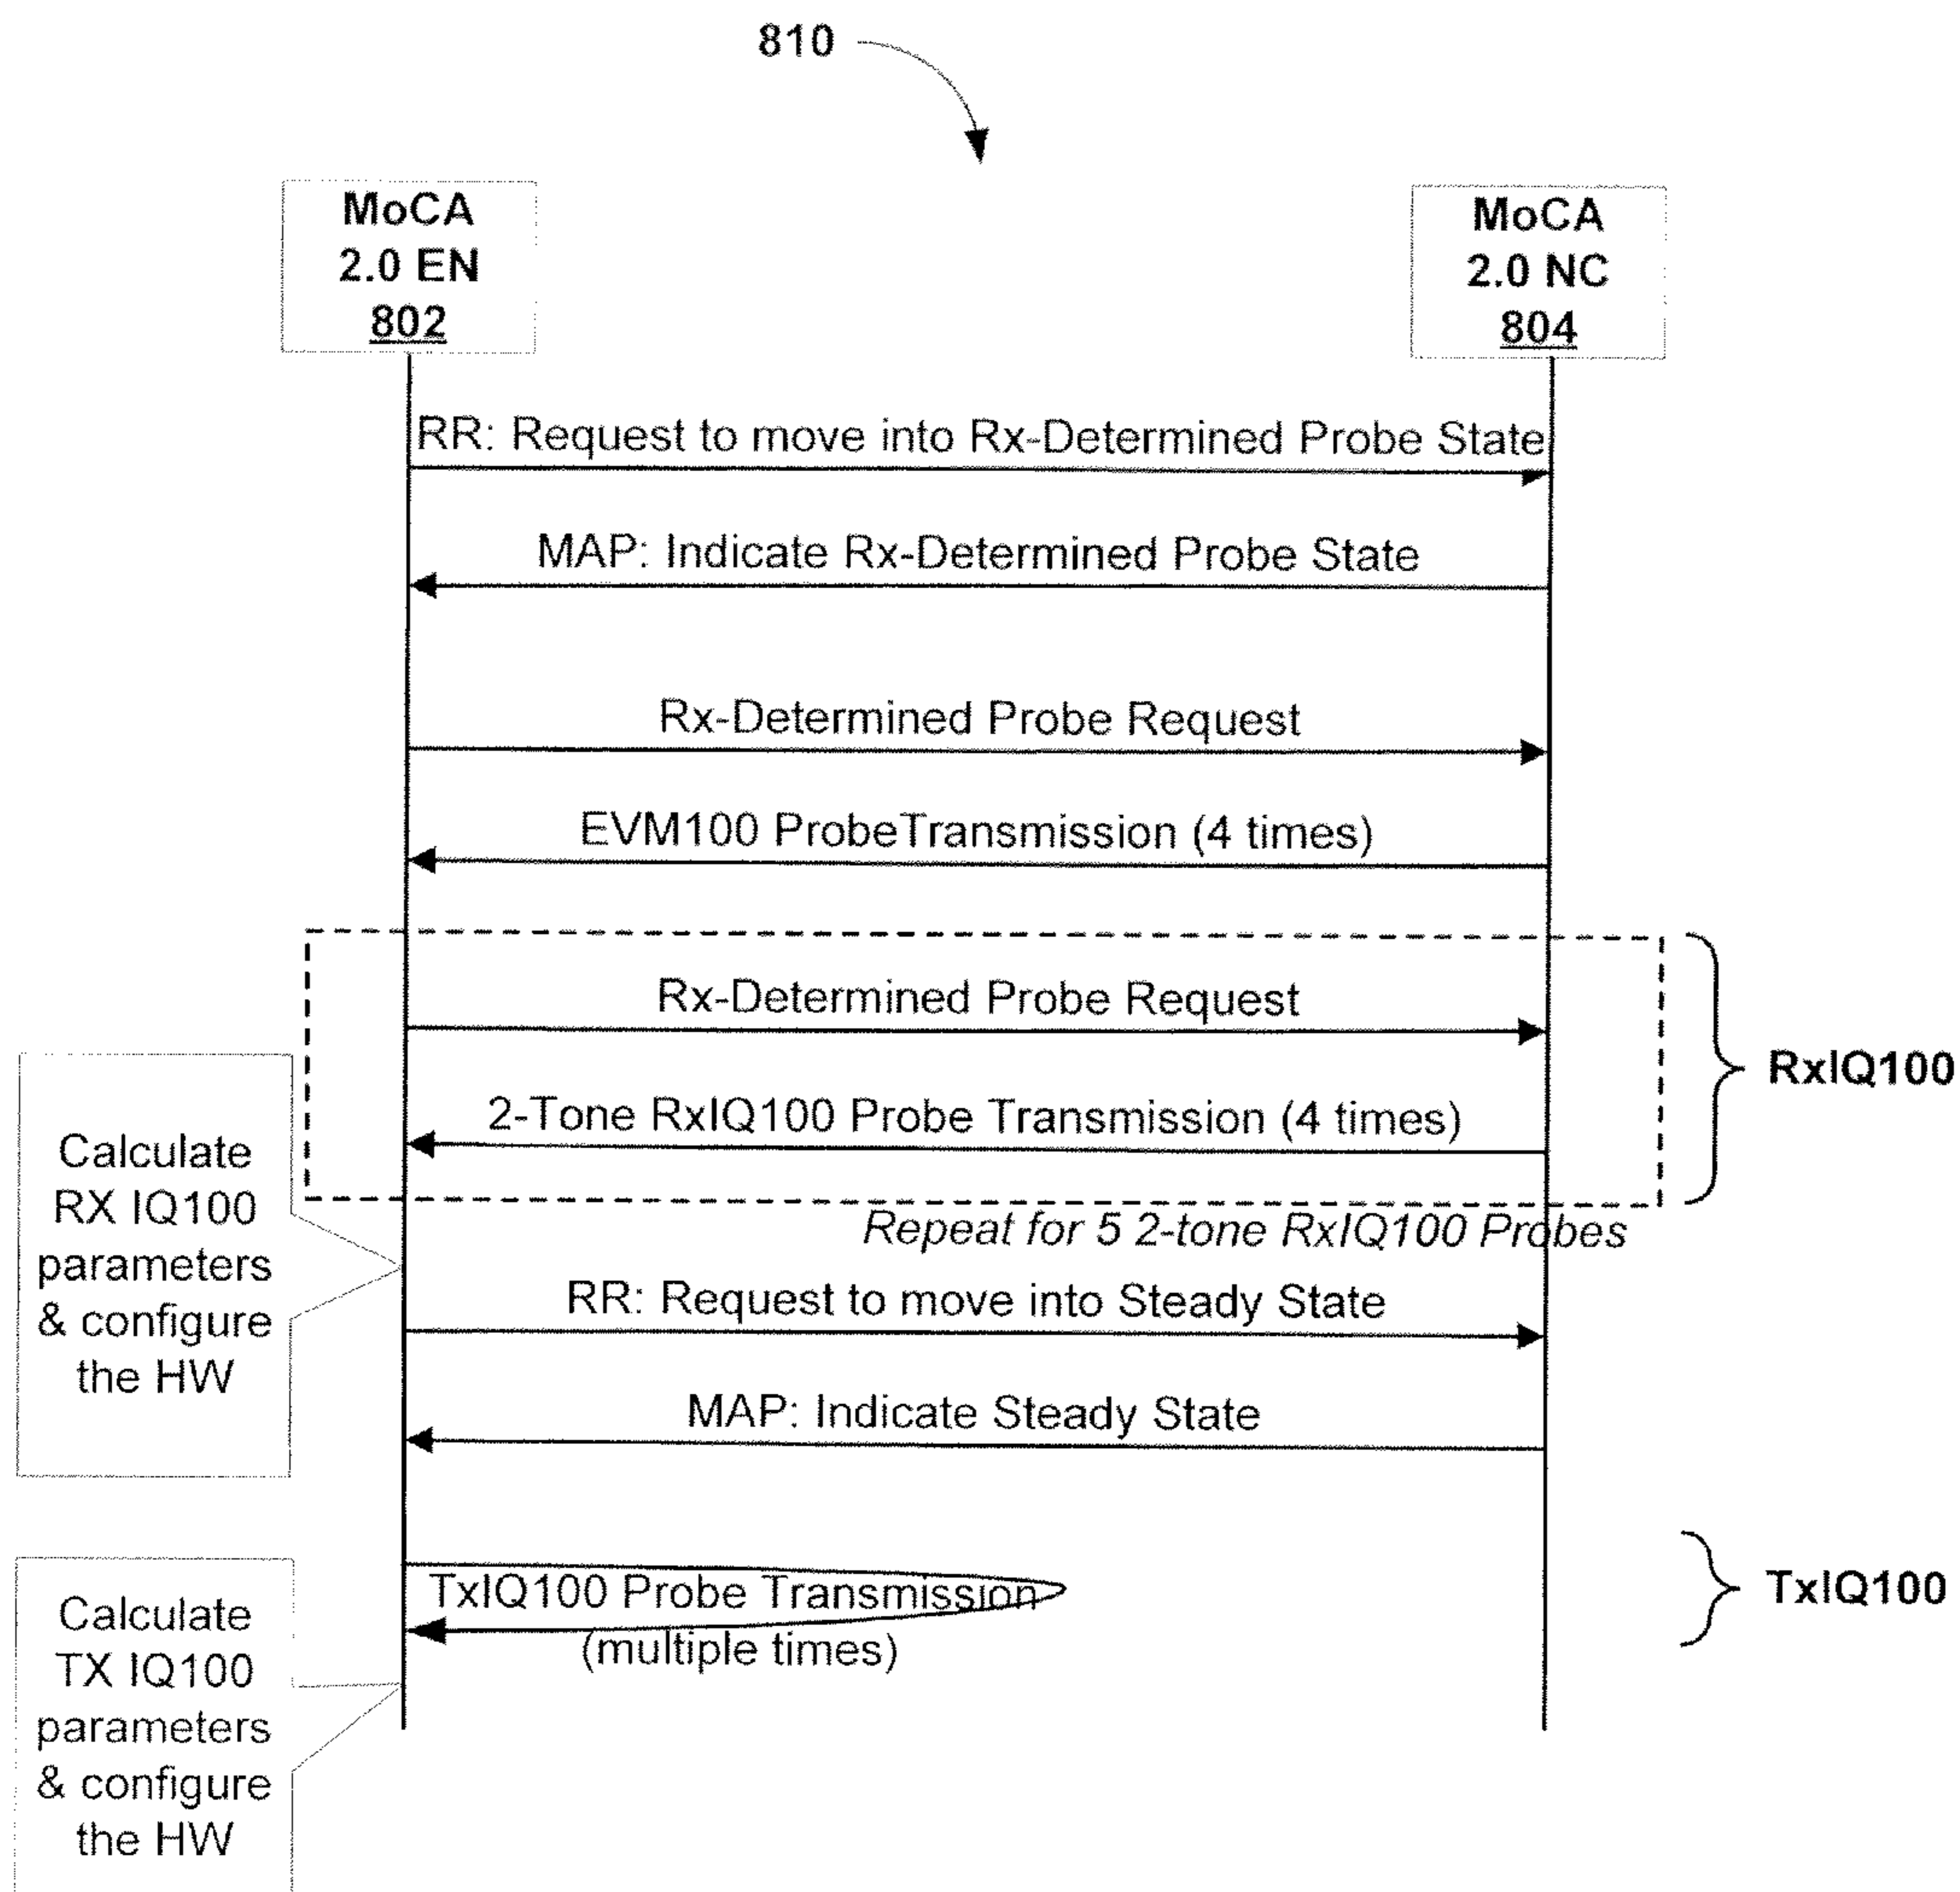 810
MoCA
2.0 EN
802
MoCA
2.0 NC
804
RR: Request to move into Rx-Determined Probe State
MAP: Indicate Rx-Determined Probe State
Rx-Determined Probe Request
EVM100 ProbeTransmission (4 times)
Rx-Determined Probe Request
RxIQ100
2-Tone RxIQ100 Probe Transmission (4 times)
Repeat for 5 2-tone RxIQ100 Probes
Calculate
RX IQ100
parameters
& configure
the HW
RR: Request to move into Steady State
MAP: Indicate Steady State
TxIQ100 Probe Transmission
(multiple times)
TxIQ100
Calculate
TX IQ100
parameters
& configure
the HW